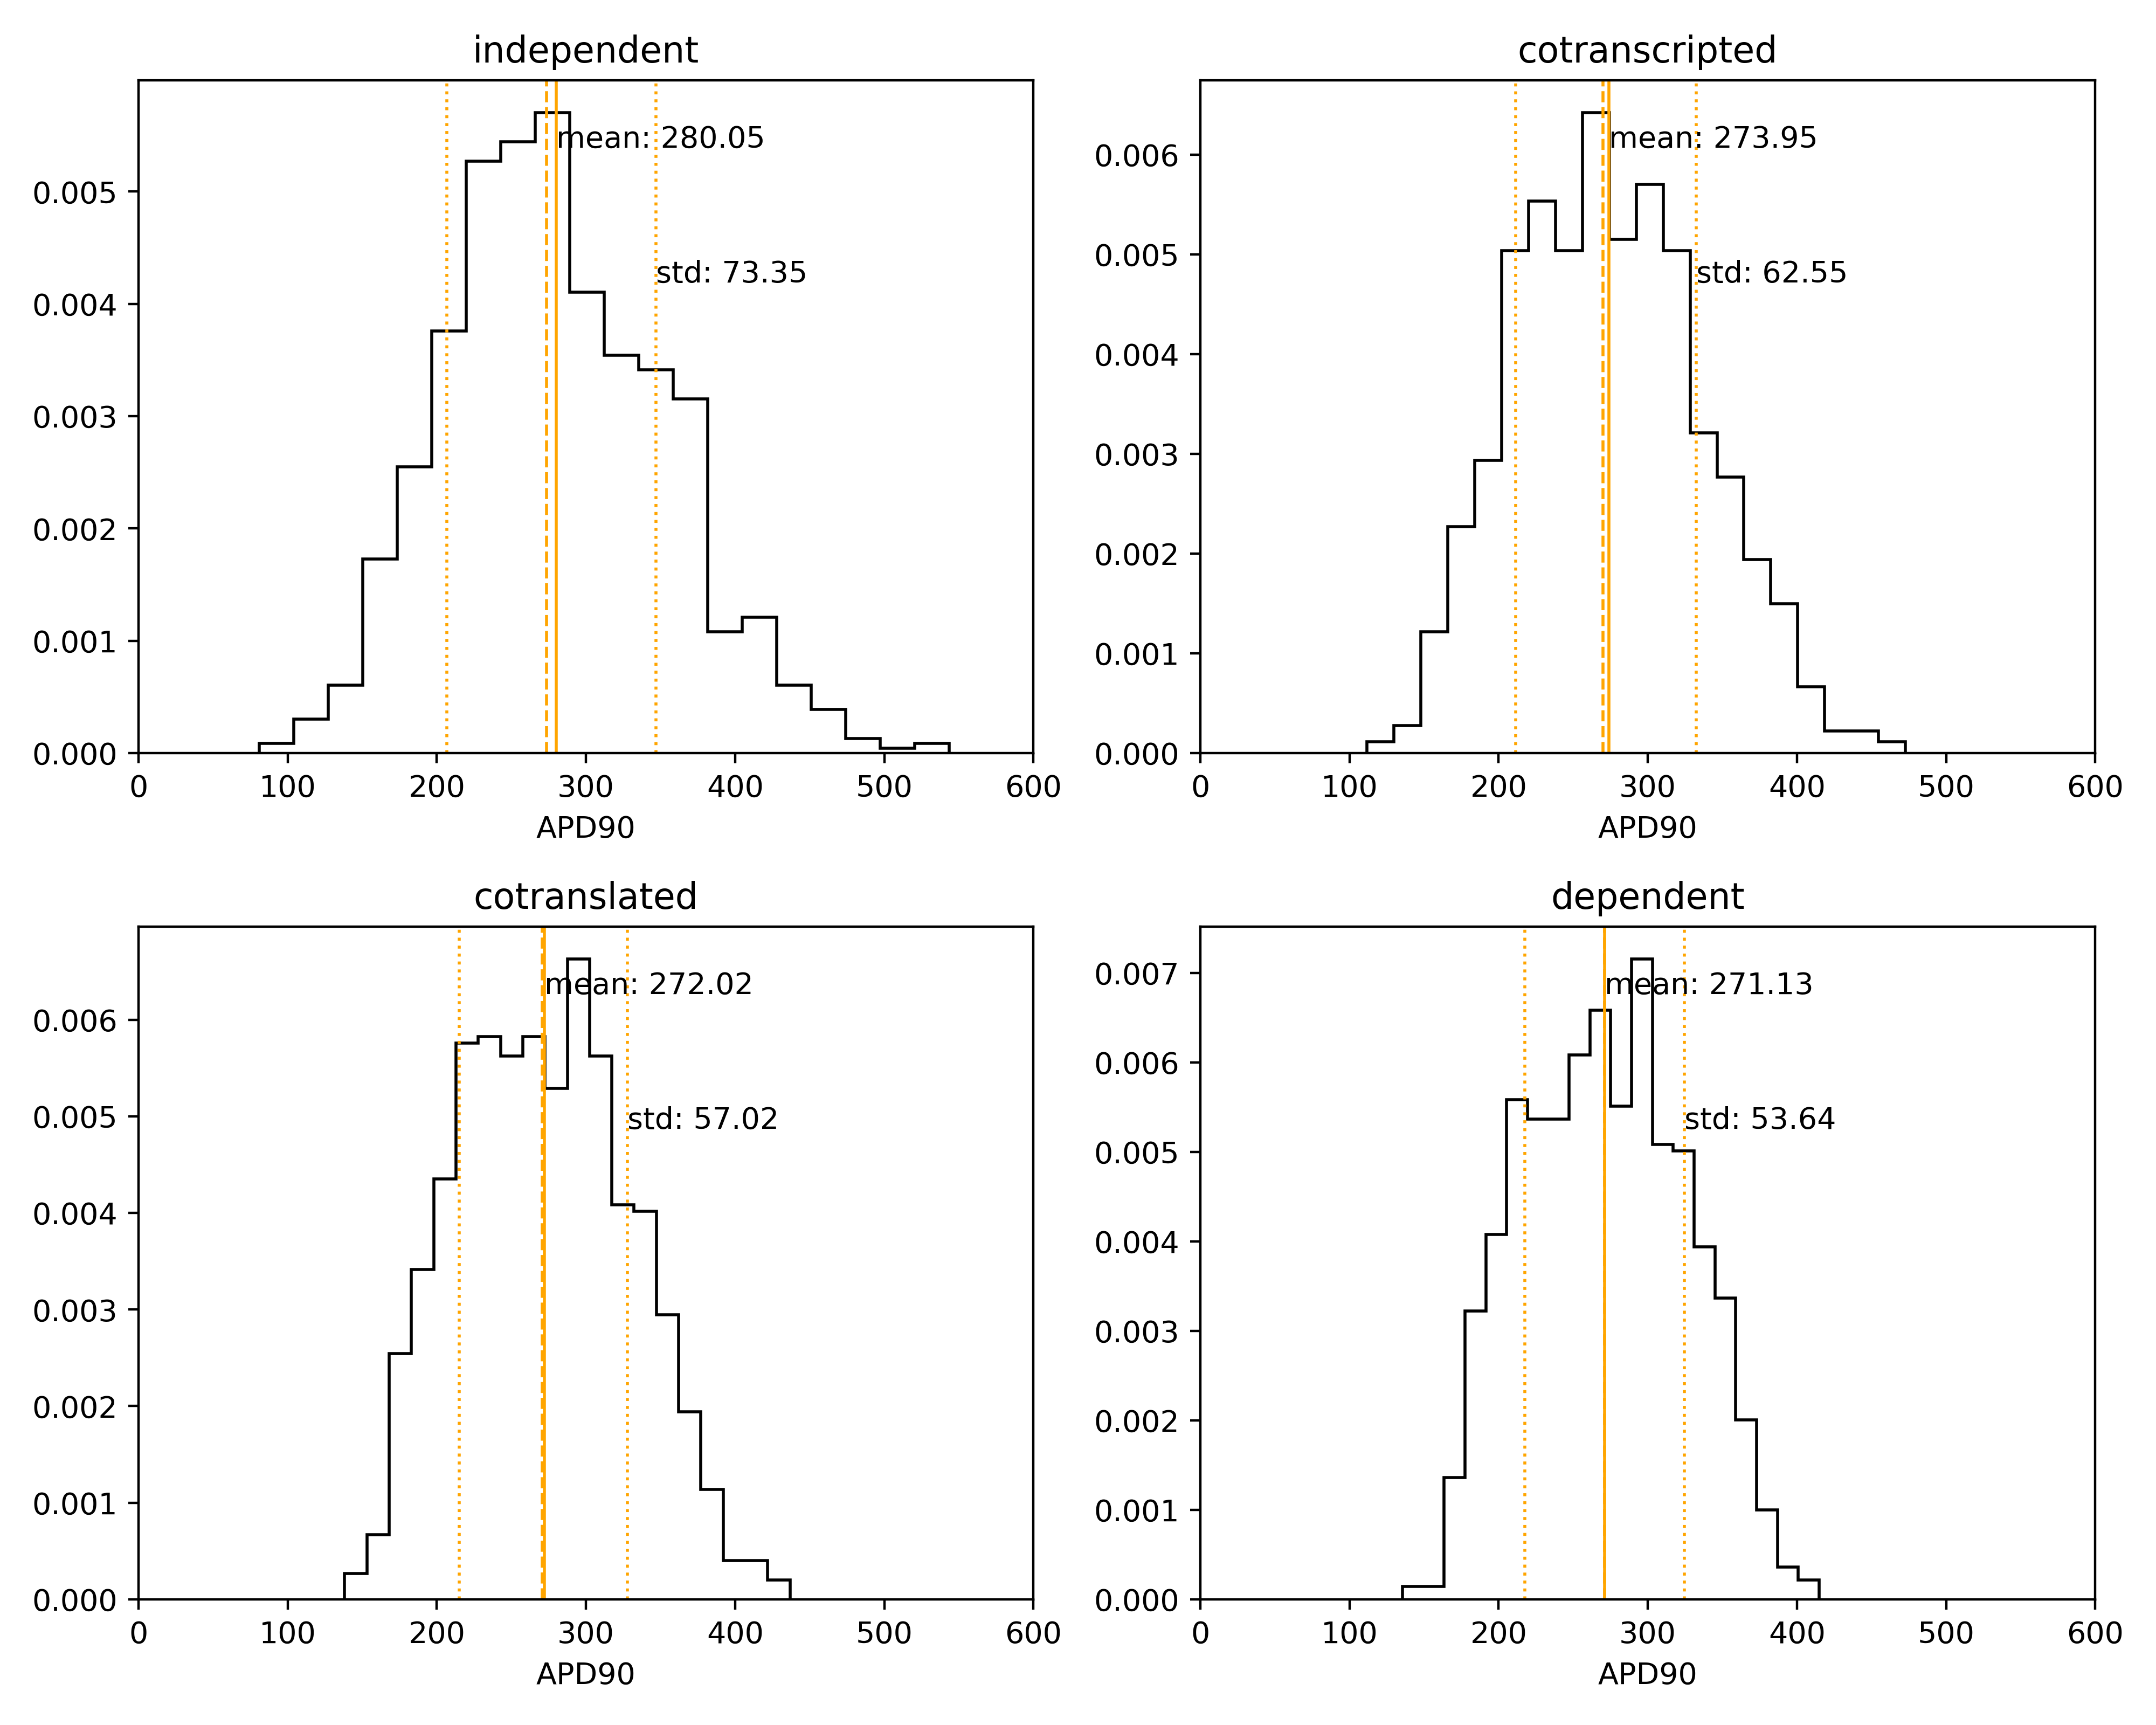 independent
mean: 280.05
std: 73.35
0.005
0.004
0.003
0.002
0.001
0.000
0 100 200 300 400 500 600
APD90
cotranscripted
mean: 273.95
std: 62.55
0.006
0.005
0.004
0.003
0.002
0.001
0.000
0 100 200 300 400 500 600
APD90
cotranslated
mean: 272.02
std: 57.02
0.006
0.005
0.004
0.003
0.002
0.001
0.000
0 100 200 300 400 500 600
APD90
dependent
mean: 271.13
std: 53.64
0.007
0.006
0.005
0.004
0.003
0.002
0.001
0.000
0 100 200 300 400 500 600
APD90